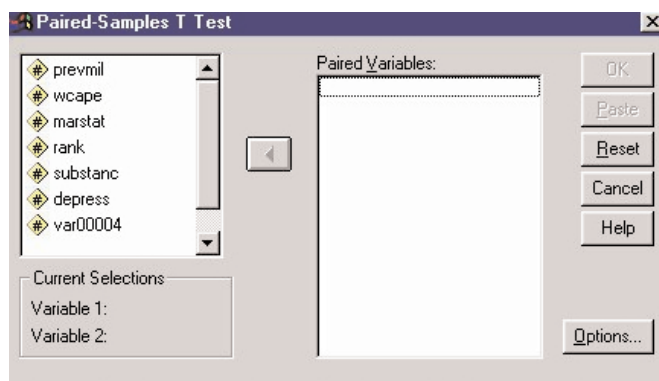 Paired-Samples T Test
prevmil
wcape
marstat
rank
substanc
depress
var00004
Current Selections
Variable 1:
Variable 2:
Paired Variables:
OK
Paste
Reset
Cancel
Help
Options...